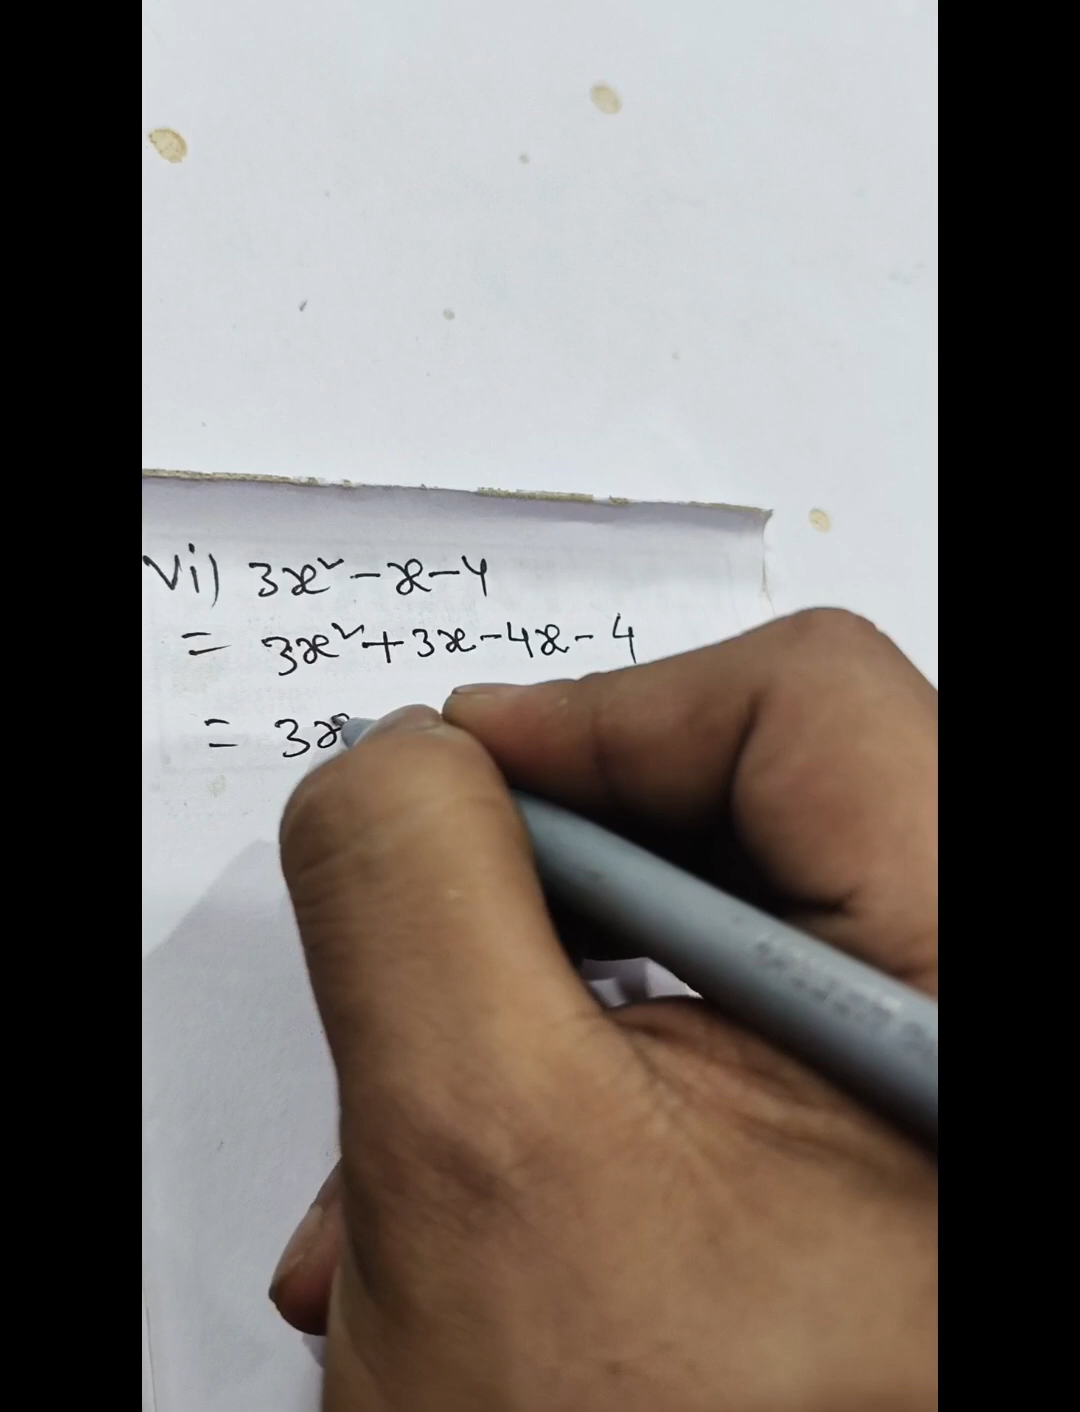 vi) 3x² - x - 4
= 3x² + 3x - 4x - 4
= 3x